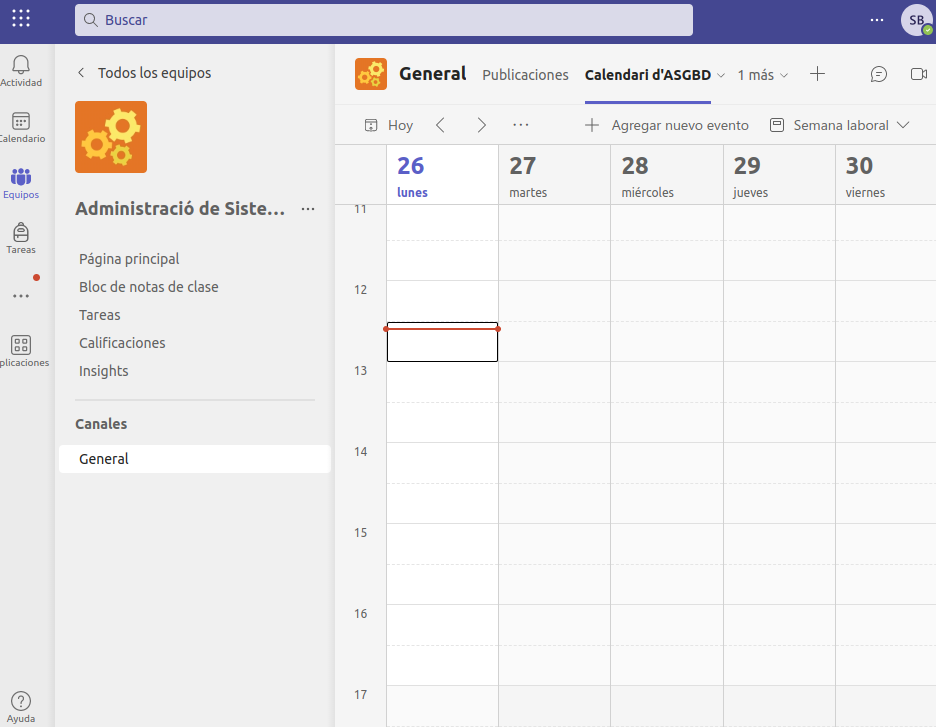 Buscar
SB
Actividad
Calendario
Equipos
Tareas
plicaciones
Ayuda
Todos los equipos
Administració de Siste...
Página principal
Bloc de notas de clase
Tareas
Calificaciones
Insights
Canales
General
General Publicaciones Calendari d'ASGBD 1 más
Hoy Agregar nuevo evento Semana laboral
26 27 28 29 30
lunes martes miércoles jueves viernes
11
12
13
14
15
16
17